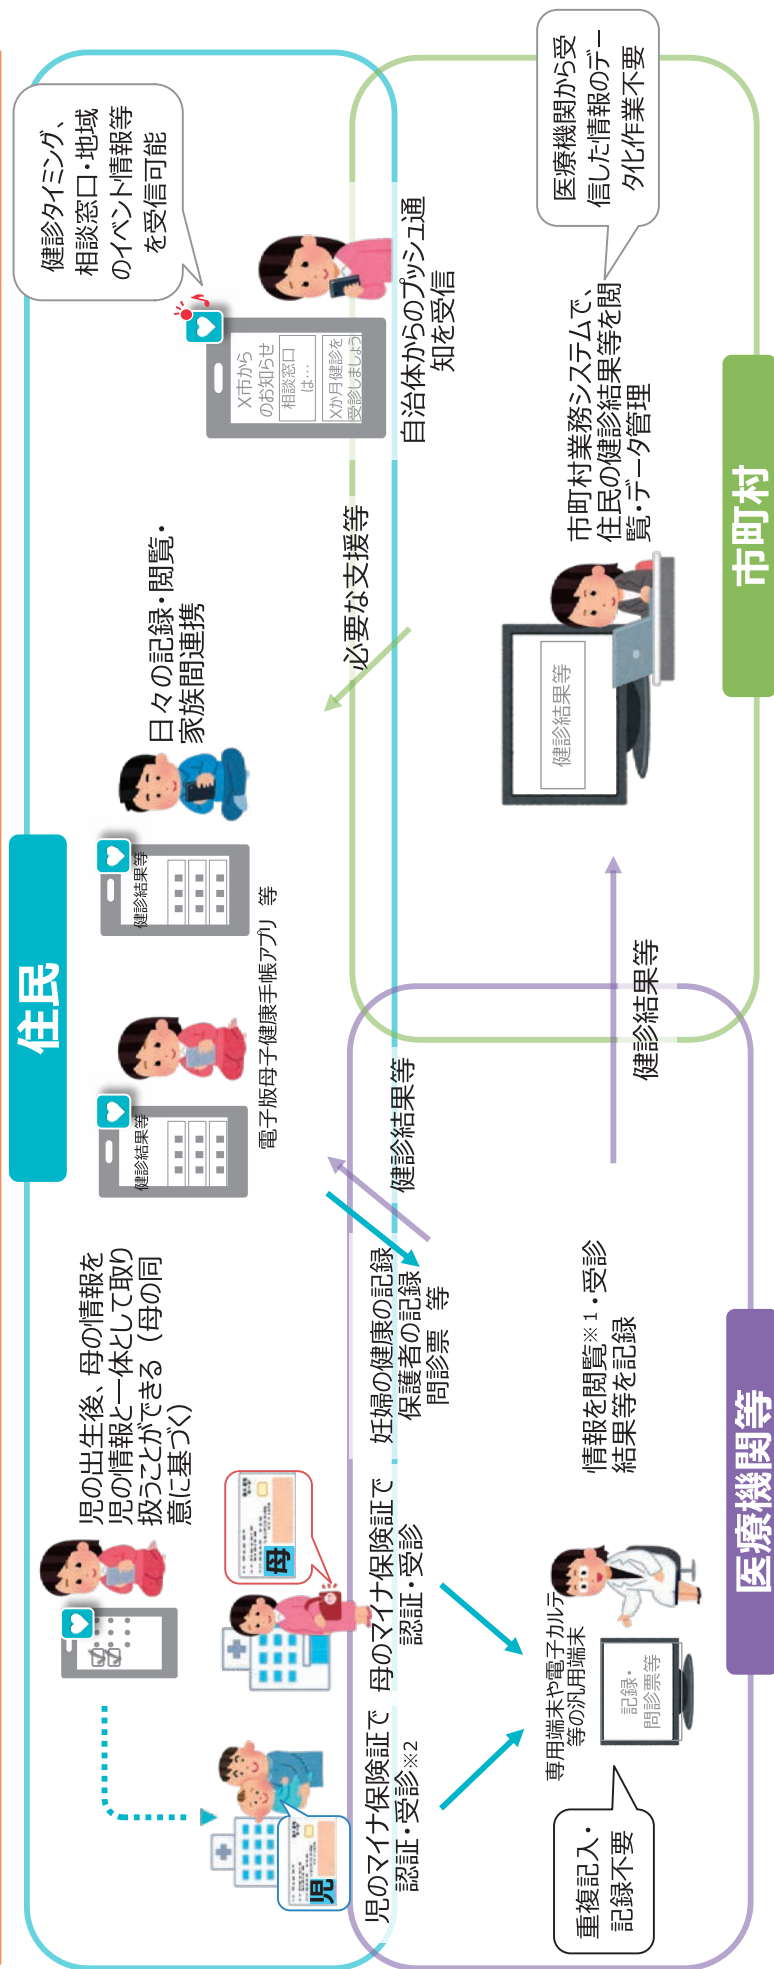 住民
児の出生後、母の情報を
児の情報と一体として取り
扱うことができる（母の同
意に基づく）
健診結果等
健診結果等
電子版母子健康手帳アプリ 等
日々の記録・閲覧・
家族間連携
健診タイミング、
相談窓口・地域
のイベント情報等
を受信可能
X市から
のお知らせ
相談窓口
は…
Xか月健診を
受診しましょう
自治体からのプッシュ通
知を受信
児
児のマイナ保険証で
認証・受診※2
母
母のマイナ保険証で
認証・受診
妊婦の健康の記録
保護者の記録
問診票 等
健診結果等
必要な支援等
重複記入・
記録不要
専用端末や電子カルテ
等の汎用端末
記録・
問診票等
情報を閲覧※1・受診
結果等を記録
健診結果等
健診結果等
市町村業務システムで、
住民の健診結果等を閲
覧・データ管理
医療機関から受
信した情報のデー
タ化作業不要
医療機関等
市町村